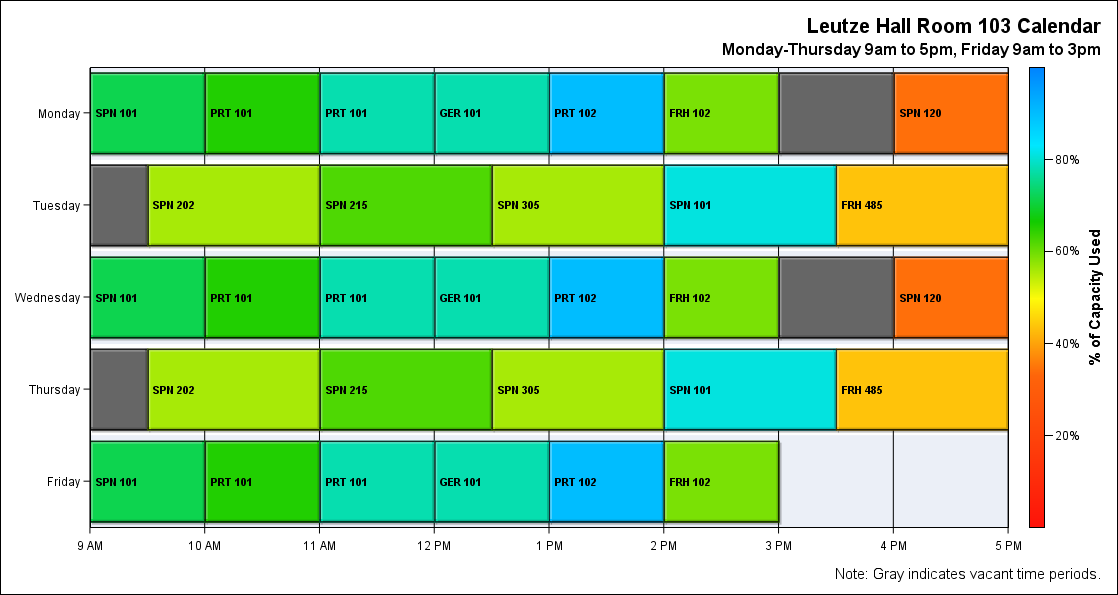 Leutze Hall Room 103 Calendar
Monday-Thursday 9am to 5pm, Friday 9am to 3pm
Monday
SPN 101
PRT 101
PRT 101
GER 101
PRT 102
FRH 102
SPN 120
Tuesday
SPN 202
SPN 215
SPN 305
SPN 101
FRH 485
Wednesday
SPN 101
PRT 101
PRT 101
GER 101
PRT 102
FRH 102
SPN 120
Thursday
SPN 202
SPN 215
SPN 305
SPN 101
FRH 485
Friday
SPN 101
PRT 101
PRT 101
GER 101
PRT 102
FRH 102
9 AM
10 AM
11 AM
12 PM
1 PM
2 PM
3 PM
4 PM
5 PM
80%
60%
40%
20%
% of Capacity Used
Note: Gray indicates vacant time periods.